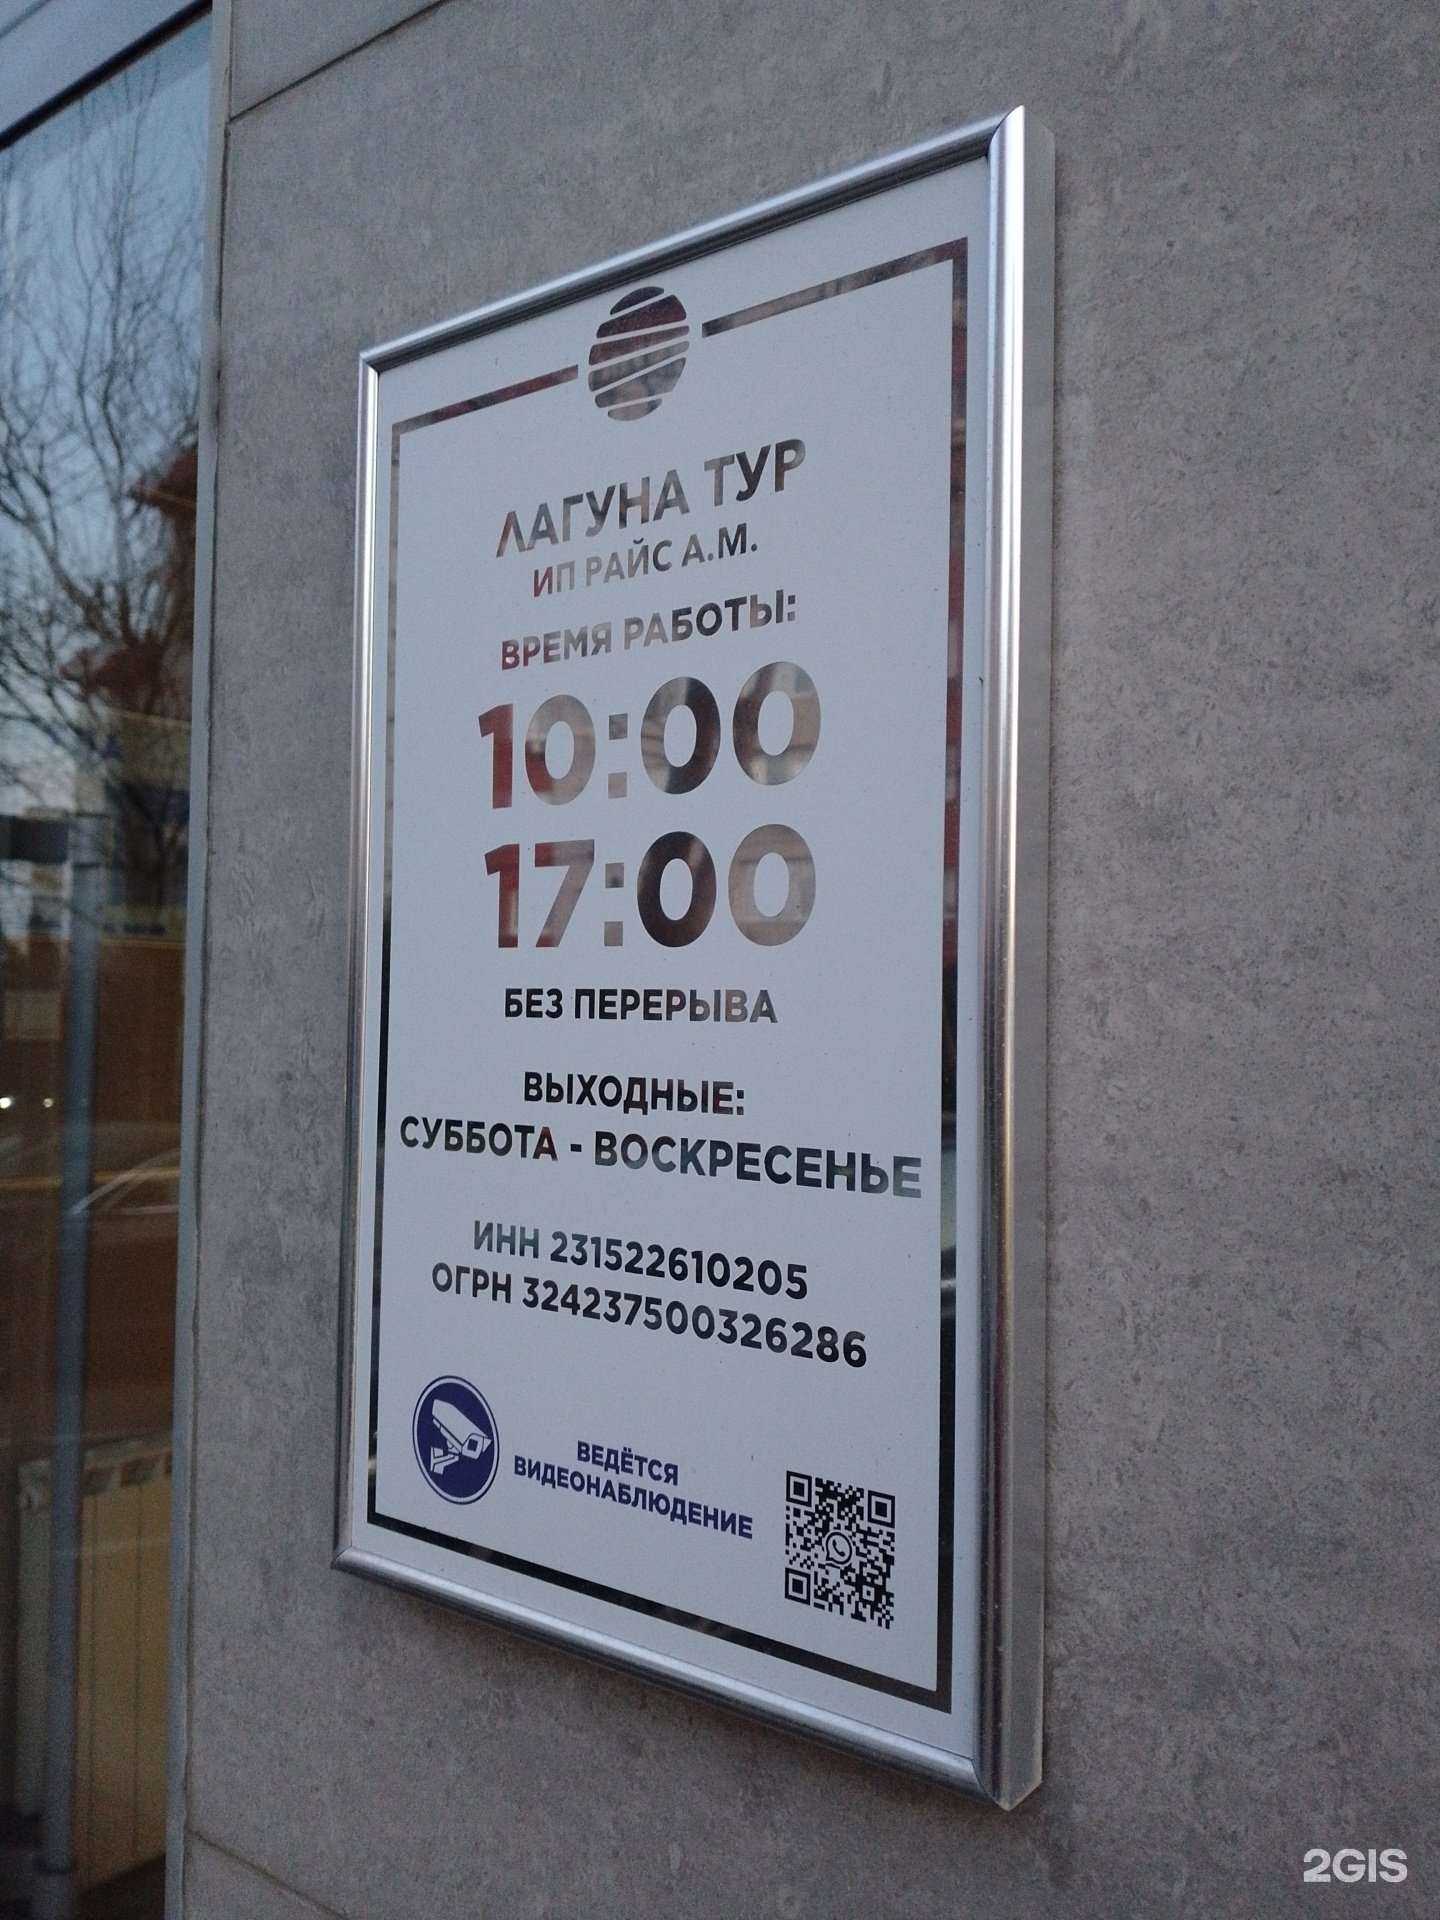 ЛАГУНА ТУР
ИП РАЙС А.М.
ВРЕМЯ РАБОТЫ:
10:00
17:00
БЕЗ ПЕРЕРЫВА
ВЫХОДНЫЕ:
СУББОТА - ВОСКРЕСЕНЬЕ
ИНН 231522610205
ОГРН 324237500326286
ВЕДЁТСЯ
ВИДЕОНАБЛЮДЕНИЕ
2GIS